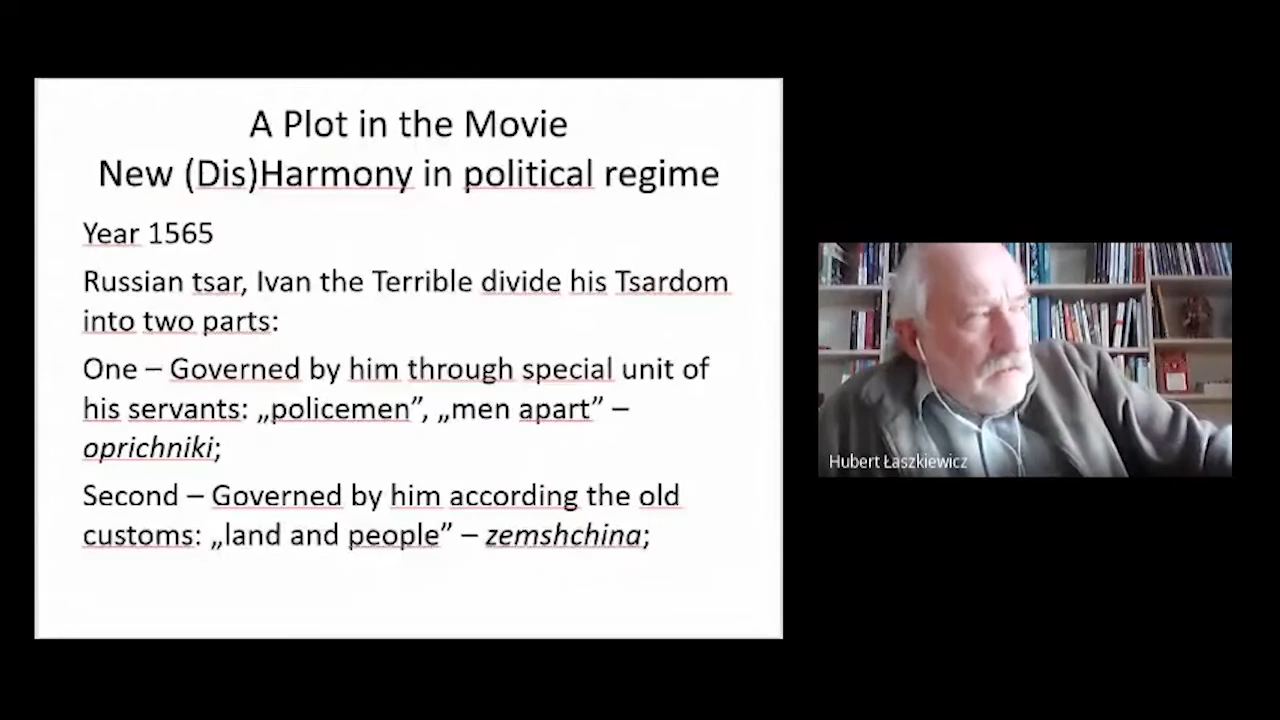 A Plot in the Movie
New (Dis)Harmony in political regime
Year 1565
Russian tsar, Ivan the Terrible divide his Tsardom
into two parts:
One – Governed by him through special unit of
his servants: „policemen”, „men apart” –
oprichniki;
Second – Governed by him according the old
customs: „land and people” – zemshchina;
Hubert Łaszkiewicz